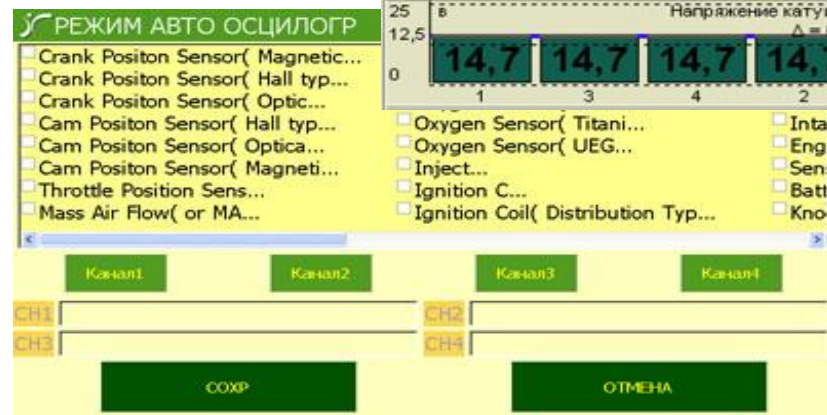 РЕЖИМ АВТО ОСЦИЛОГР
25 В Напряжение кату
12,5 Δ =
14,7 14,7 14,7 14,
0
1 3 4 2
Crank Positon Sensor( Magnetic...
Crank Positon Sensor( Hall typ...
Crank Positon Sensor( Optic...
Cam Positon Sensor( Hall typ...
Cam Positon Sensor( Optica...
Cam Positon Sensor( Magneti...
Throttle Position Sens...
Mass Air Flow( or MA...
Oxygen Sensor( Titani...
Oxygen Sensor( UEG...
Inject...
Ignition C...
Ignition Coil( Distribution Typ...
Inta
Eng
Sens
Batt
Kno
Канал1 Канал2 Канал3 Канал4
CH1 CH2
CH3 CH4
СОХР ОТМЕНА